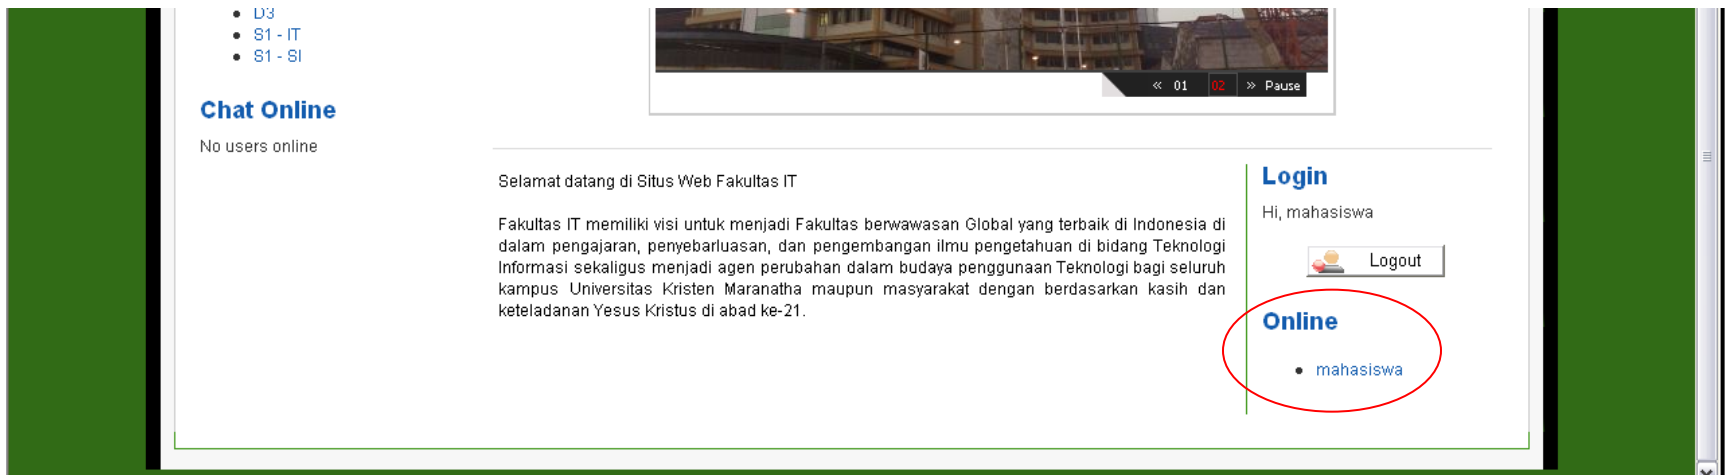 D3
S1 - IT
S1 - SI
« 01 02 » Pause
Chat Online
No users online
Selamat datang di Situs Web Fakultas IT
Fakultas IT memiliki visi untuk menjadi Fakultas berwawasan Global yang terbaik di Indonesia di
dalam pengajaran, penyebarluasan, dan pengembangan ilmu pengetahuan di bidang Teknologi
Informasi sekaligus menjadi agen perubahan dalam budaya penggunaan Teknologi bagi seluruh
kampus Universitas Kristen Maranatha maupun masyarakat dengan berdasarkan kasih dan
keteladanan Yesus Kristus di abad ke-21.
Login
Hi, mahasiswa
Logout
Online
mahasiswa